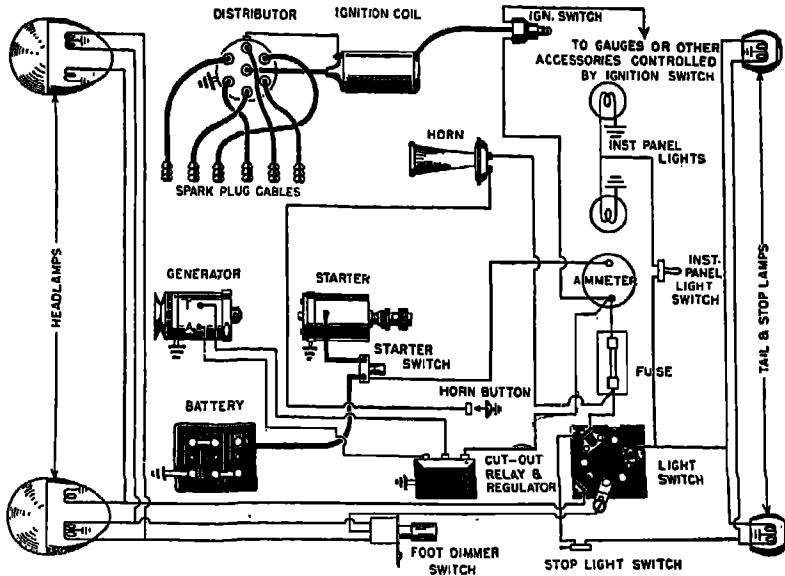 DISTRIBUTOR
IGNITION COIL
IGN. SWITCH
TO GAUGES OR OTHER
ACCESSORIES CONTROLLED
BY IGNITION SWITCH
HORN
INST PANEL
LIGHTS
SPARK PLUG CABLES
HEADLAMPS
GENERATOR
STARTER
AMMETER
INST-
PANEL
LIGHT
SWITCH
TAIL & STOP LAMPS
STARTER
SWITCH
FUSE
HORN BUTTON
BATTERY
CUT-OUT
RELAY &
REGULATOR
LIGHT
SWITCH
FOOT DIMMER
SWITCH
STOP LIGHT SWITCH